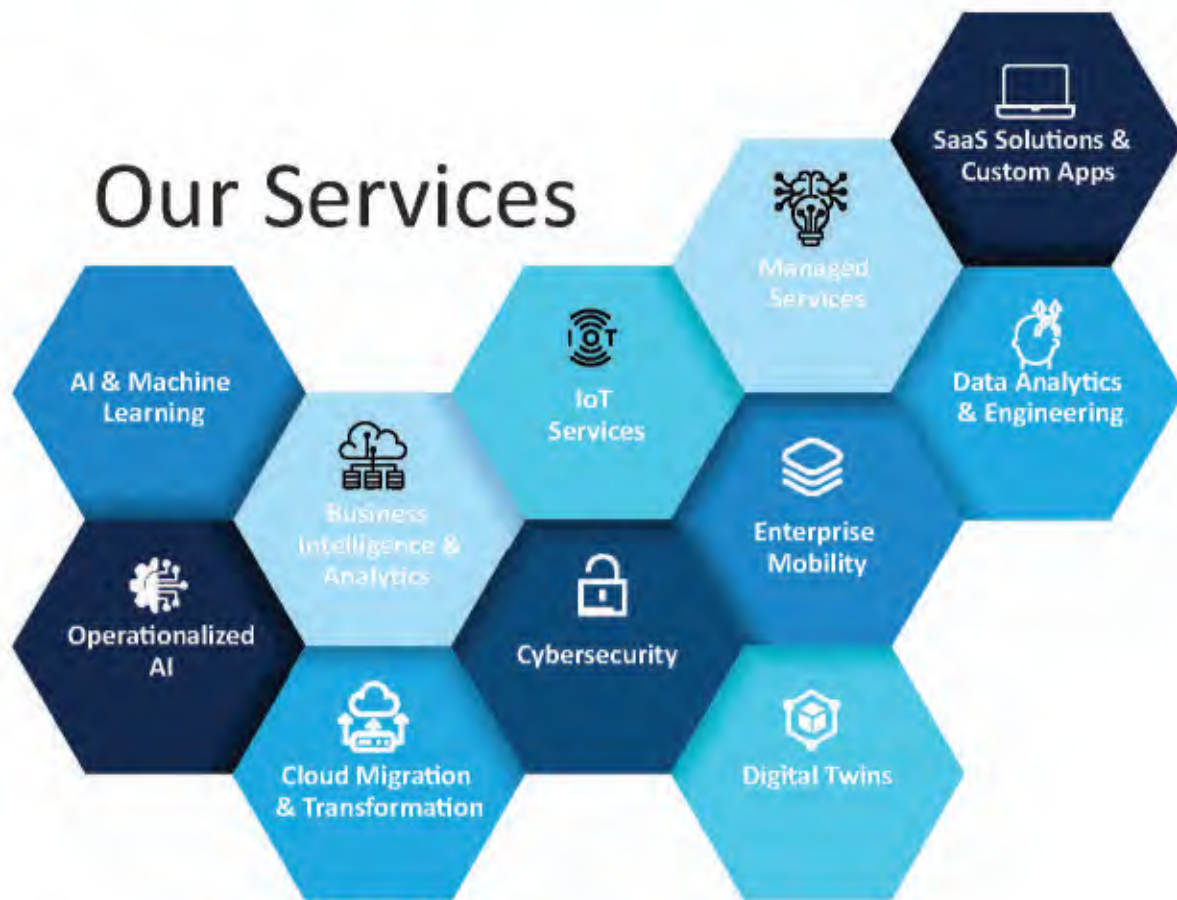 Our Services
SaaS Solutions &
Custom Apps
Managed
Services
AI & Machine
Learning
IOT
IoT
Services
Data Analytics
& Engineering
Business
Intelligence &
Analytics
Enterprise
Mobility
Operationalized
AI
Cybersecurity
Cloud Migration
& Transformation
Digital Twins